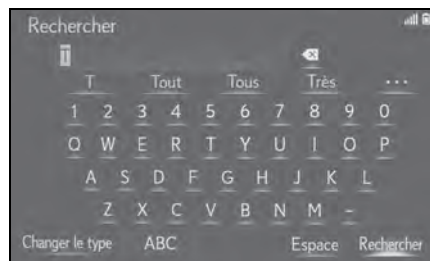 Rechercher
T
T Tout Tous Très ...
1 2 3 4 5 6 7 8 9 0
Q W E R T Y U I O P
A S D F G H J K L
Z X C V B N M -
Changer le type ABC Espace Rechercher